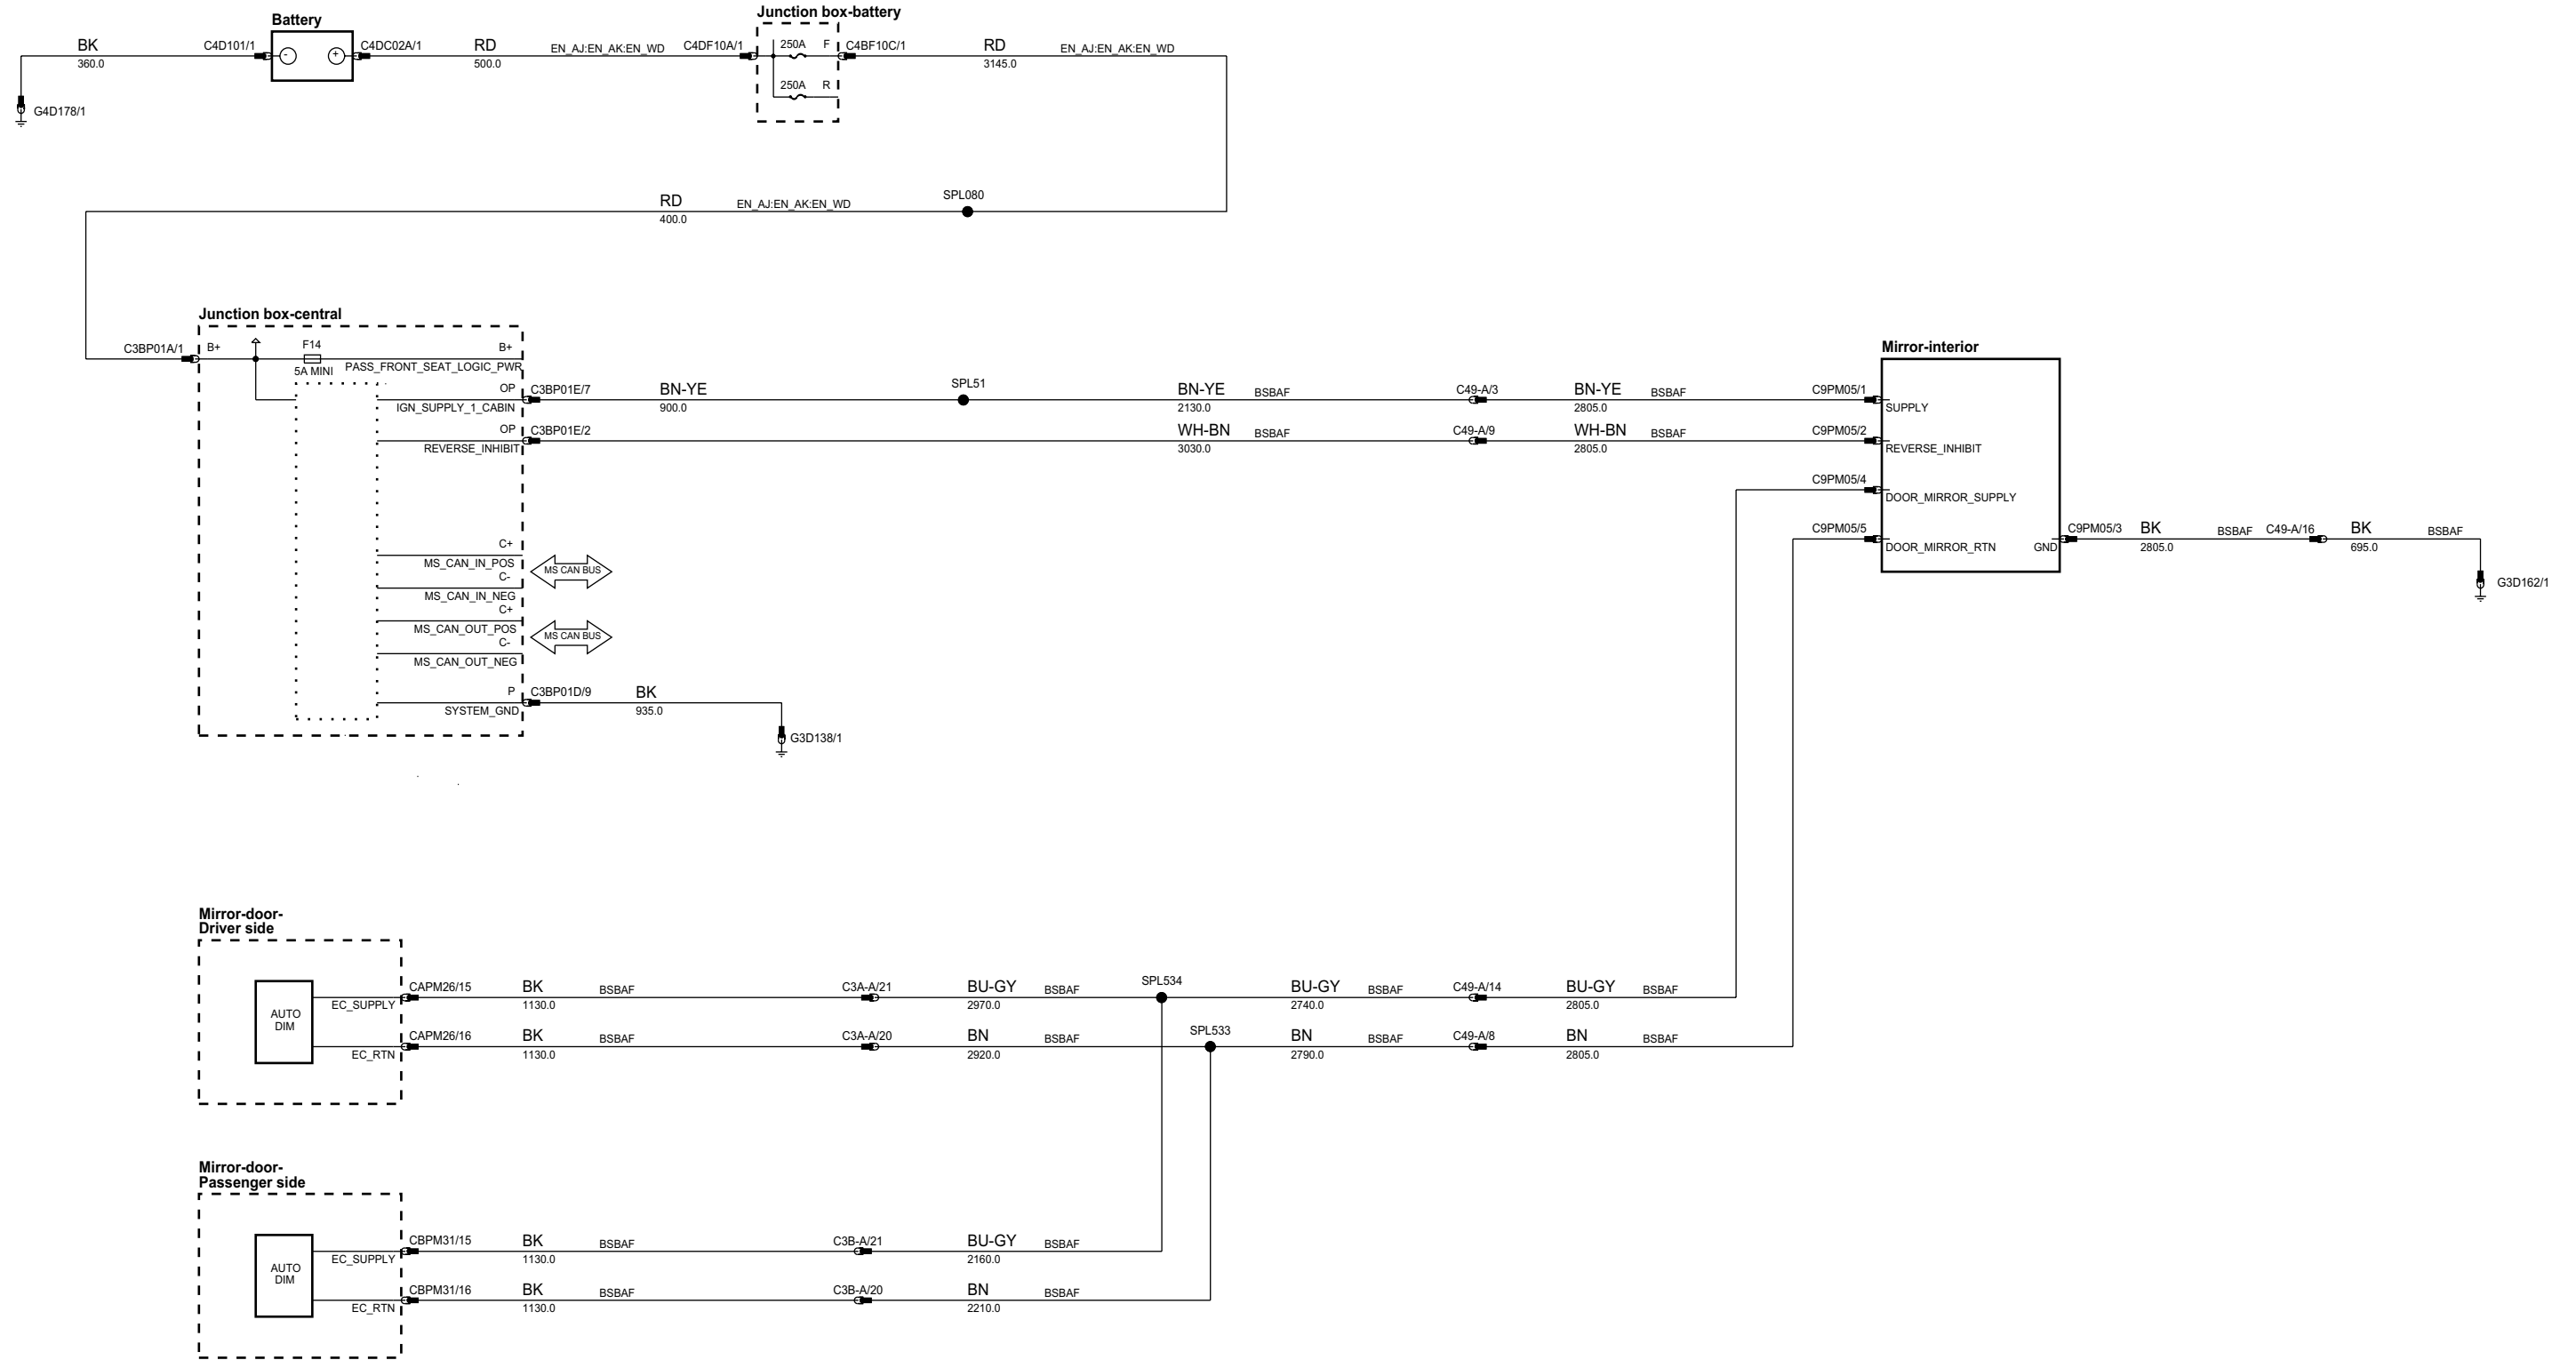 Battery
Junction box-battery
BK
360.0
C4D101/1
-
+
C4DC02A/1
RD
500.0
EN_AJ:EN_AK:EN_WD
C4DF10A/1
250A F
250A R
C4BF10C/1
RD
3145.0
EN_AJ:EN_AK:EN_WD
G4D178/1
RD
400.0
EN_AJ:EN_AK:EN_WD
SPL080
Junction box-central
C3BP01A/1
B+
F14
5A MINI
B+
PASS_FRONT_SEAT_LOGIC_PWR
OP
IGN_SUPPLY_1_CABIN
C3BP01E/7
BN-YE
900.0
SPL51
BN-YE
2130.0
BSBAF
C49-A/3
BN-YE
2805.0
BSBAF
C9PM05/1
OP
REVERSE_INHIBIT
C3BP01E/2
WH-BN
3030.0
BSBAF
C49-A/9
WH-BN
2805.0
BSBAF
C9PM05/2
Mirror-interior
SUPPLY
REVERSE_INHIBIT
C9PM05/4
DOOR_MIRROR_SUPPLY
C9PM05/5
DOOR_MIRROR_RTN
GND
C9PM05/3
BK
2805.0
BSBAF
C49-A/16
BK
695.0
BSBAF
G3D162/1
C+
MS_CAN_IN_POS
C-
MS_CAN_IN_NEG
MS CAN BUS
C+
MS_CAN_OUT_POS
C-
MS_CAN_OUT_NEG
MS CAN BUS
P
SYSTEM_GND
C3BP01D/9
BK
935.0
G3D138/1
Mirror-door-
Driver side
AUTO
DIM
EC_SUPPLY
CAPM26/15
BK
1130.0
BSBAF
C3A-A/21
BU-GY
2970.0
BSBAF
SPL534
BU-GY
2740.0
BSBAF
C49-A/14
BU-GY
2805.0
BSBAF
EC_RTN
CAPM26/16
BK
1130.0
BSBAF
C3A-A/20
BN
2920.0
BSBAF
SPL533
BN
2790.0
BSBAF
C49-A/8
BN
2805.0
BSBAF
Mirror-door-
Passenger side
AUTO
DIM
EC_SUPPLY
CBPM31/15
BK
1130.0
BSBAF
C3B-A/21
BU-GY
2160.0
BSBAF
EC_RTN
CBPM31/16
BK
1130.0
BSBAF
C3B-A/20
BN
2210.0
BSBAF